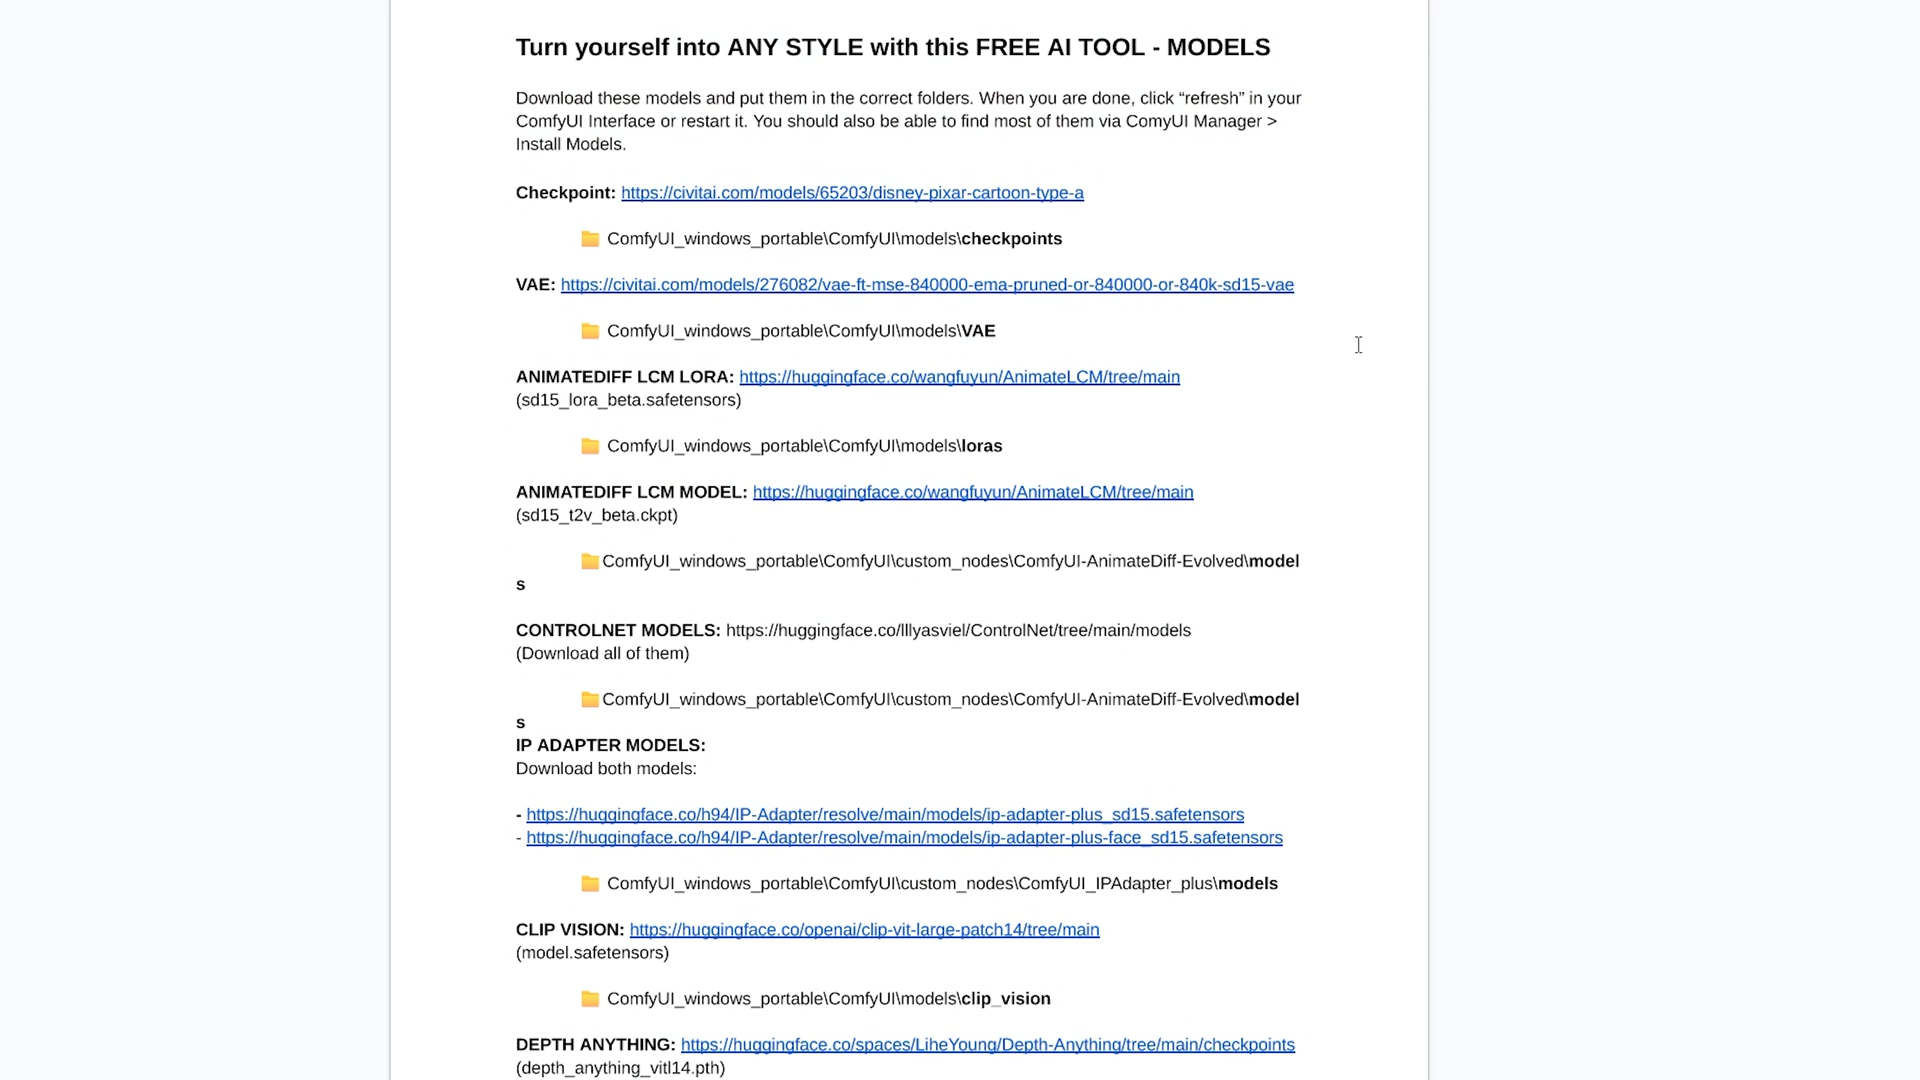 Turn yourself into ANY STYLE with this FREE AI TOOL - MODELS
Download these models and put them in the correct folders. When you are done, click “refresh” in your
ComfyUI Interface or restart it. You should also be able to find most of them via ComyUI Manager >
Install Models.
Checkpoint: https://civitai.com/models/65203/disney-pixar-cartoon-type-a
ComfyUI_windows_portable\ComfyUI\models\checkpoints
VAE: https://civitai.com/models/276082/vae-ft-mse-840000-ema-pruned-or-840000-or-840k-sd15-vae
ComfyUI_windows_portable\ComfyUI\models\VAE
ANIMATEDIFF LCM LORA: https://huggingface.co/wangfuyun/AnimateLCM/tree/main
(sd15_lora_beta.safetensors)
ComfyUI_windows_portable\ComfyUI\models\loras
ANIMATEDIFF LCM MODEL: https://huggingface.co/wangfuyun/AnimateLCM/tree/main
(sd15_t2v_beta.ckpt)
ComfyUI_windows_portable\ComfyUI\custom_nodes\ComfyUI-AnimateDiff-Evolved\model
s
CONTROLNET MODELS: https://huggingface.co/lllyasviel/ControlNet/tree/main/models
(Download all of them)
ComfyUI_windows_portable\ComfyUI\custom_nodes\ComfyUI-AnimateDiff-Evolved\model
s
IP ADAPTER MODELS:
Download both models:
- https://huggingface.co/h94/IP-Adapter/resolve/main/models/ip-adapter-plus_sd15.safetensors
- https://huggingface.co/h94/IP-Adapter/resolve/main/models/ip-adapter-plus-face_sd15.safetensors
ComfyUI_windows_portable\ComfyUI\custom_nodes\ComfyUI_IPAdapter_plus\models
CLIP VISION: https://huggingface.co/openai/clip-vit-large-patch14/tree/main
(model.safetensors)
ComfyUI_windows_portable\ComfyUI\models\clip_vision
DEPTH ANYTHING: https://huggingface.co/spaces/LiheYoung/Depth-Anything/tree/main/checkpoints
(depth_anything_vitl14.pth)